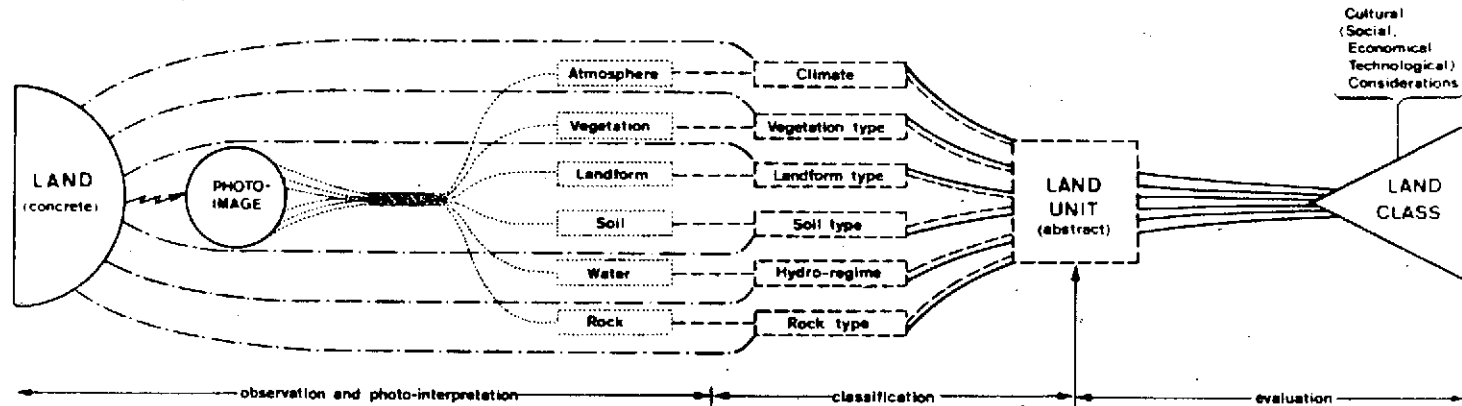 Cultural
(Social,
Economical
Technological)
Considerations
Atmosphere
Climate
Vegetation
Vegetation type
LAND
(concrete)
PHOTO-
IMAGE
Landform
Landform type
LAND
UNIT
(abstract)
LAND
CLASS
Soil
Soil type
Water
Hydro-regime
Rock
Rock type
observation and photo-interpretation
classification
evaluation